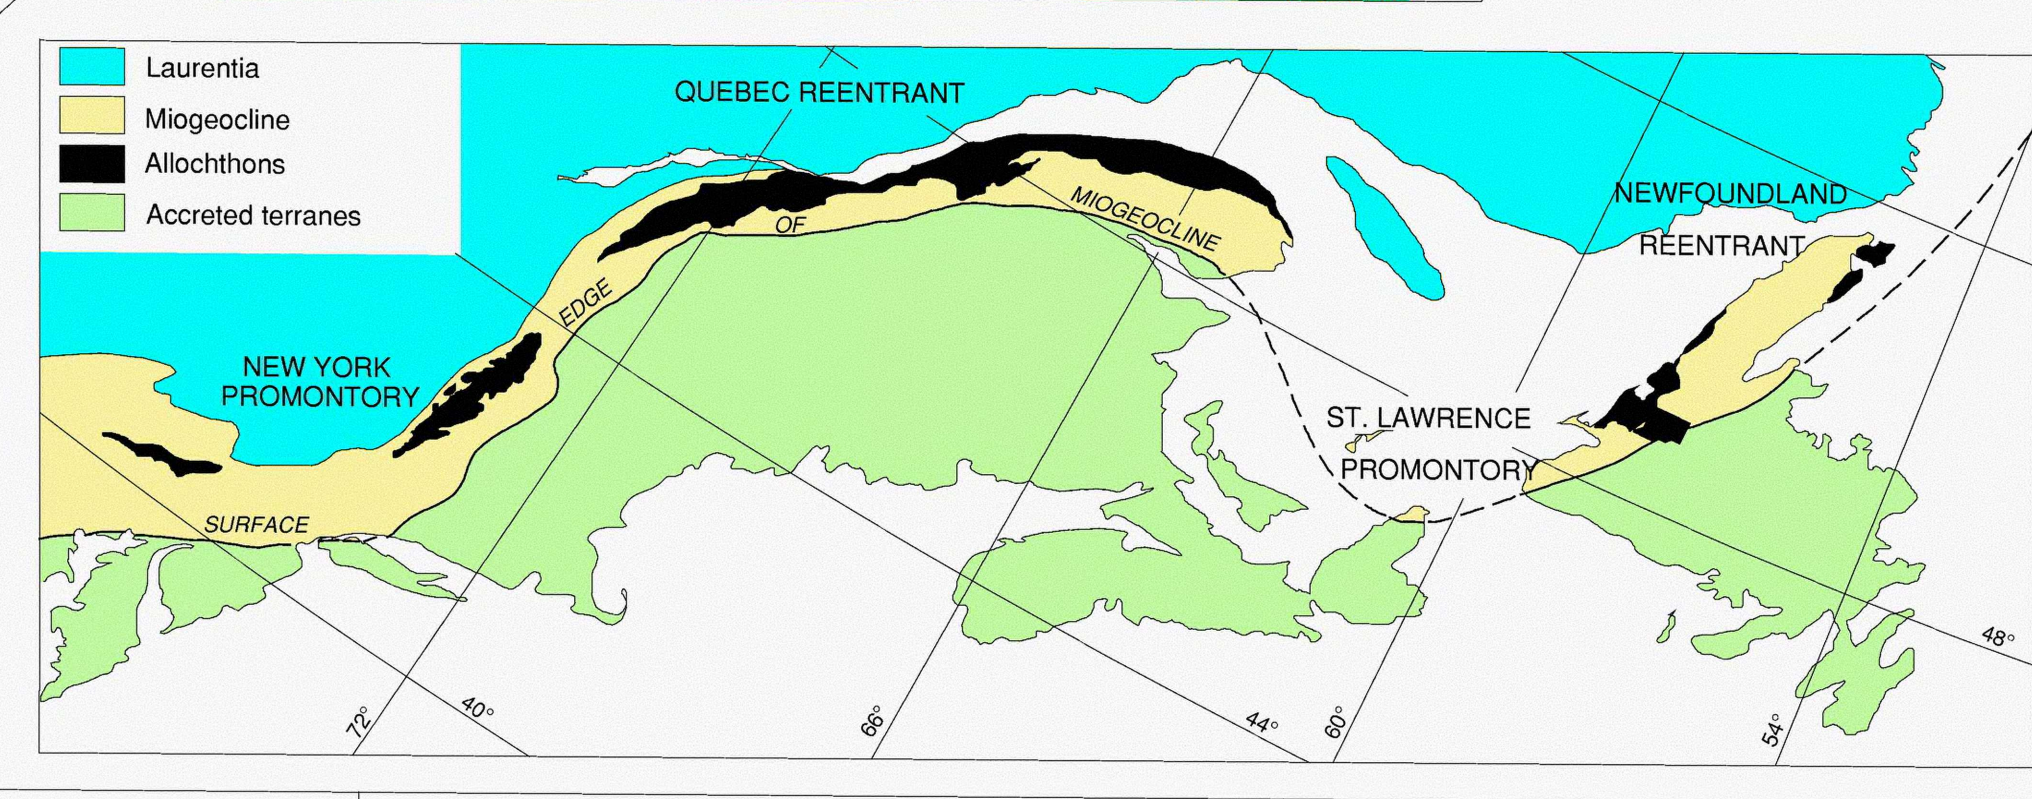 Laurentia
Miogeocline
Allochthons
Accreted terranes
QUEBEC REENTRANT
NEWFOUNDLAND
REENTRANT
MIOGEOCLINE
OF
EDGE
NEW YORK
PROMONTORY
ST. LAWRENCE
PROMONTORY
SURFACE
72°
40°
66°
44°
60°
54°
48°